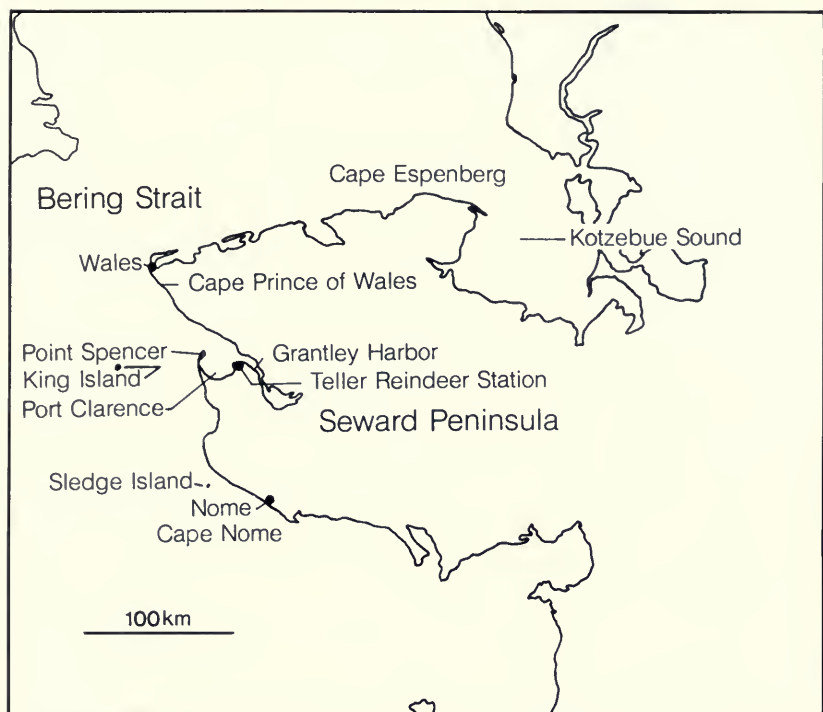 Cape Espenberg
Bering Strait
Kotzebue Sound
Wales
Cape Prince of Wales
Point Spencer
Grantley Harbor
King Island
Teller Reindeer Station
Port Clarence
Seward Peninsula
Sledge Island
Nome
Cape Nome
100km